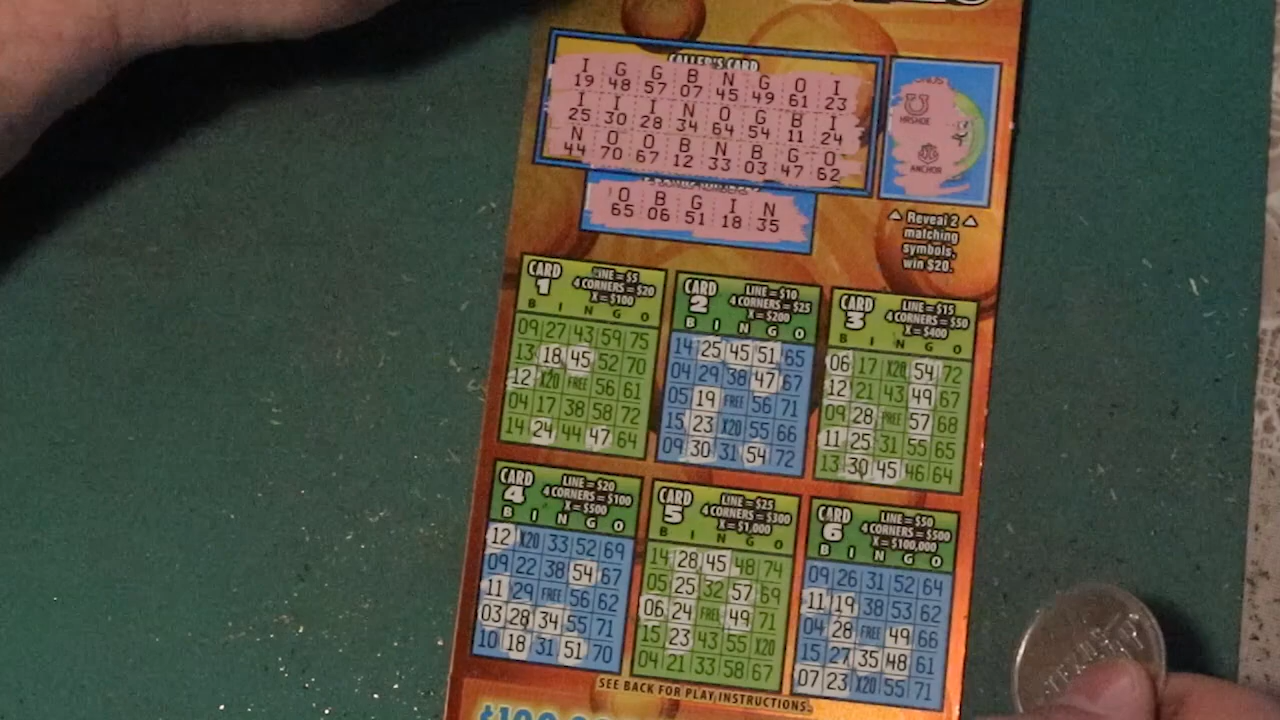 CALLER'S CARD
I G G B N G O I
19 48 57 07 45 49 61 23
I I I N O G B I
25 30 28 34 64 54 11 24
N O O B N B G O
44 70 67 12 33 03 47 62
O B G I N
65 06 51 18 35
HRSHOE
ANCHOR
Reveal 2
matching
symbols,
win $20.
CARD 1
LINE = $5
4 CORNERS = $20
X = $100
B I N G O
09 27 43 59 75
13 18 45 52 70
12 X20 FREE 56 61
04 17 38 58 72
14 24 44 47 64
CARD 2
LINE = $10
4 CORNERS = $25
X = $200
B I N G O
14 25 45 51 65
04 29 38 47 67
05 19 FREE 56 71
15 23 X20 55 66
09 30 31 54 72
CARD 3
LINE = $15
4 CORNERS = $50
X = $400
B I N G O
06 17 X20 54 72
12 21 43 49 67
09 28 FREE 57 68
11 25 31 55 65
13 30 45 46 64
CARD 4
LINE = $20
4 CORNERS = $100
X = $500
B I N G O
12 X20 33 52 69
09 22 38 54 67
11 29 FREE 56 62
03 28 34 55 71
10 18 31 51 70
CARD 5
LINE = $25
4 CORNERS = $300
X = $1,000
B I N G O
14 28 45 48 74
05 25 32 57 69
06 24 FREE 49 71
15 23 43 55 X20
04 21 33 58 67
CARD 6
LINE = $50
4 CORNERS = $500
X = $100,000
B I N G O
09 26 31 52 64
11 19 38 53 62
04 28 FREE 49 66
15 27 35 48 61
07 23 X20 55 71
SEE BACK FOR PLAY INSTRUCTIONS.